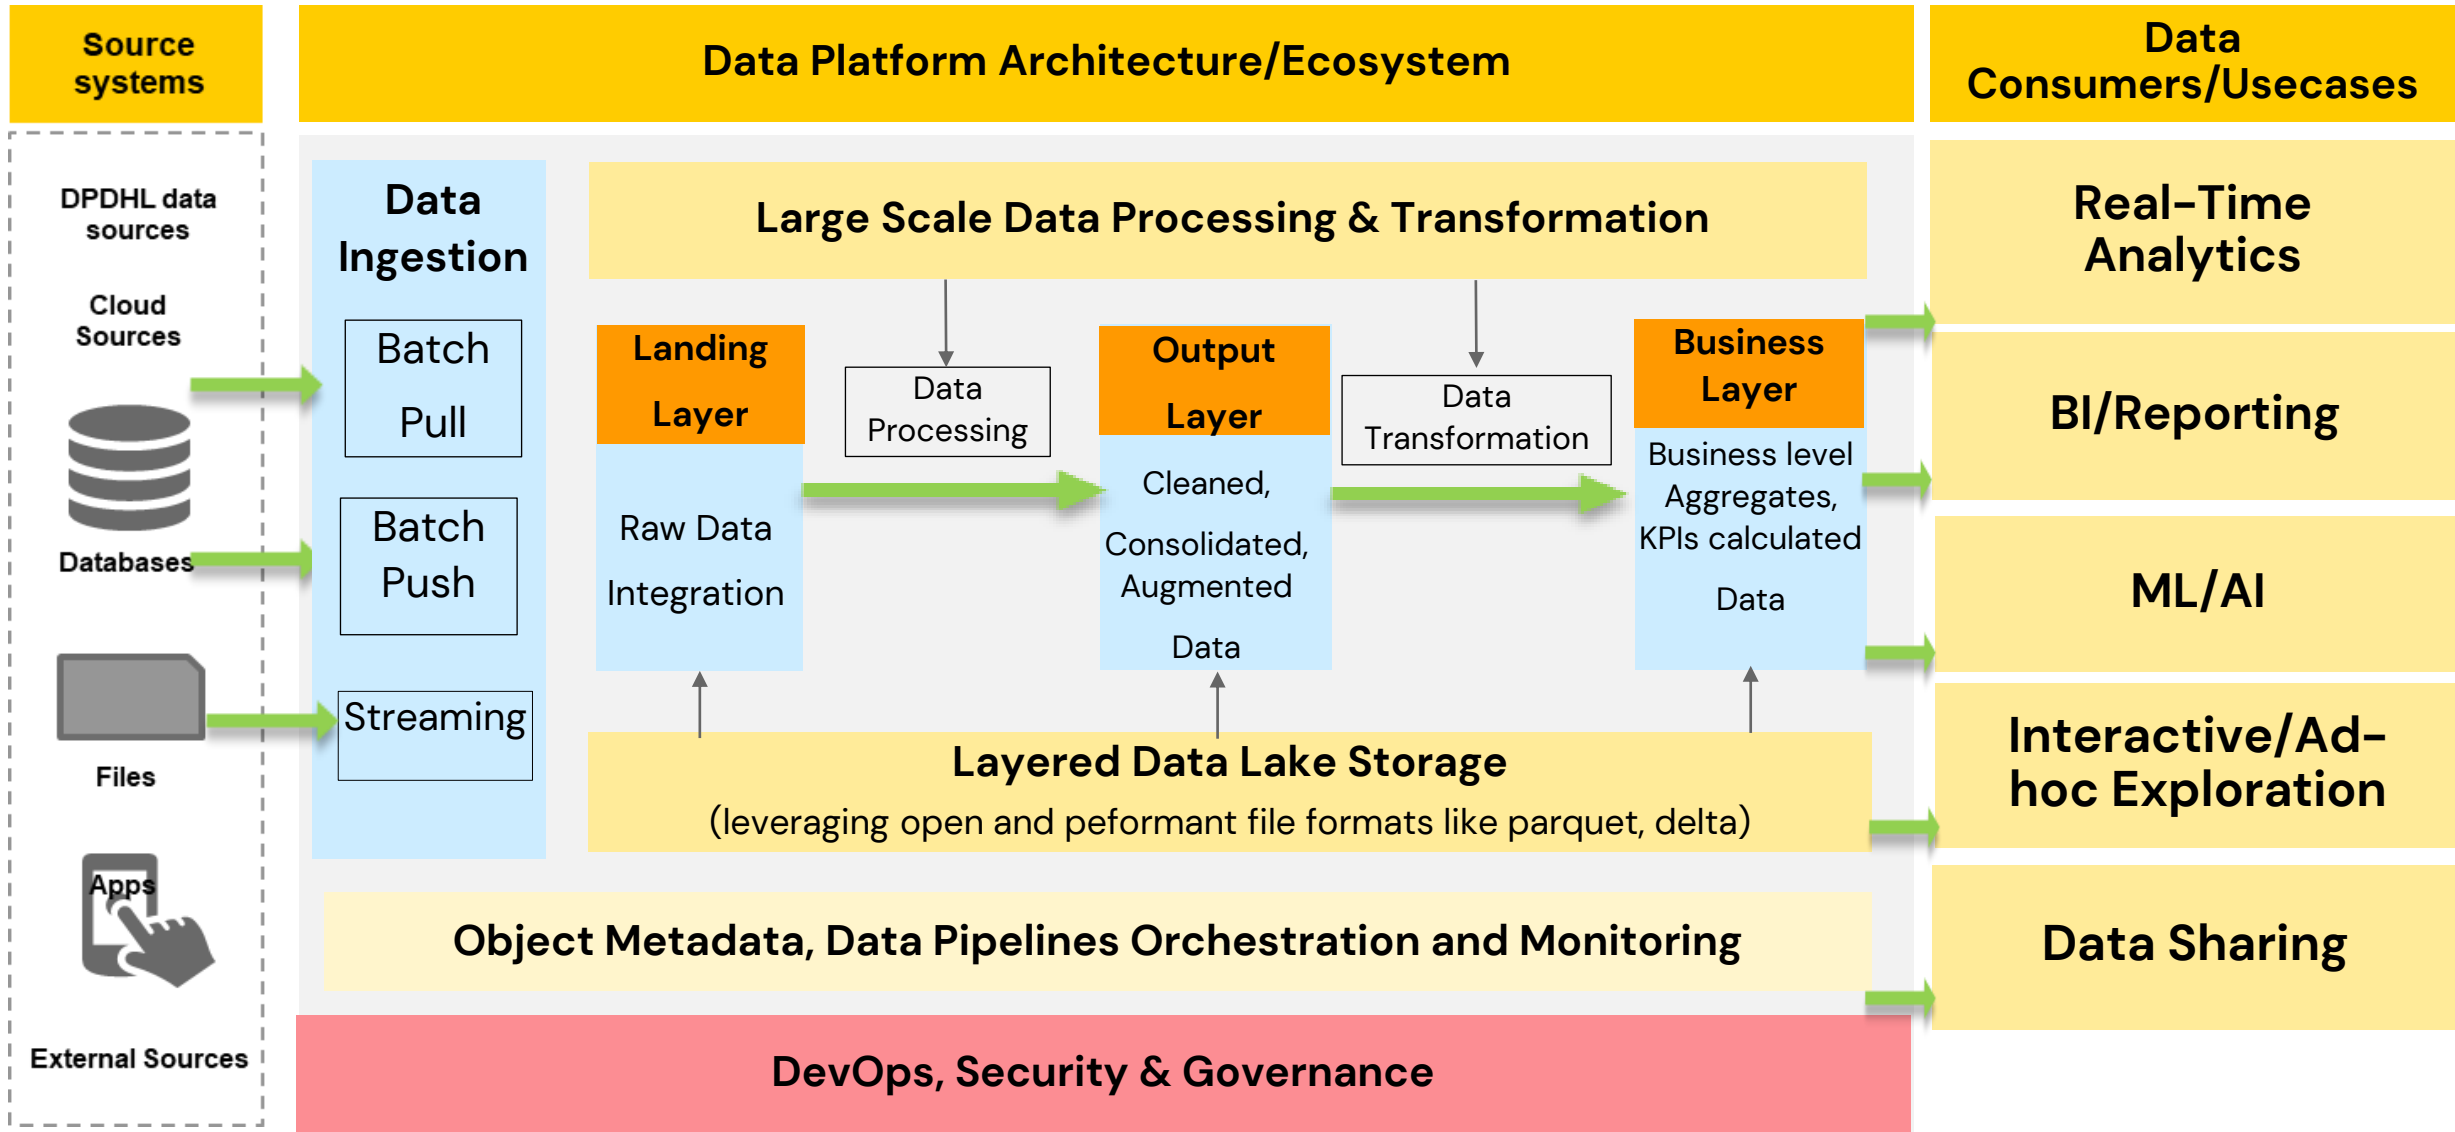 Source
systems
Data Platform Architecture/Ecosystem
Data
Consumers/Usecases
DPDHL data
sources
Cloud
Sources
Databases
Files
Apps
External Sources
Data
Ingestion
Batch
Pull
Batch
Push
Streaming
Large Scale Data Processing & Transformation
Landing
Layer
Raw Data
Integration
Data
Processing
Output
Layer
Cleaned,
Consolidated,
Augmented
Data
Data
Transformation
Business
Layer
Business level
Aggregates,
KPIs calculated
Data
Layered Data Lake Storage
(leveraging open and peformant file formats like parquet, delta)
Object Metadata, Data Pipelines Orchestration and Monitoring
DevOps, Security & Governance
Real-Time
Analytics
BI/Reporting
ML/AI
Interactive/Ad-
hoc Exploration
Data Sharing